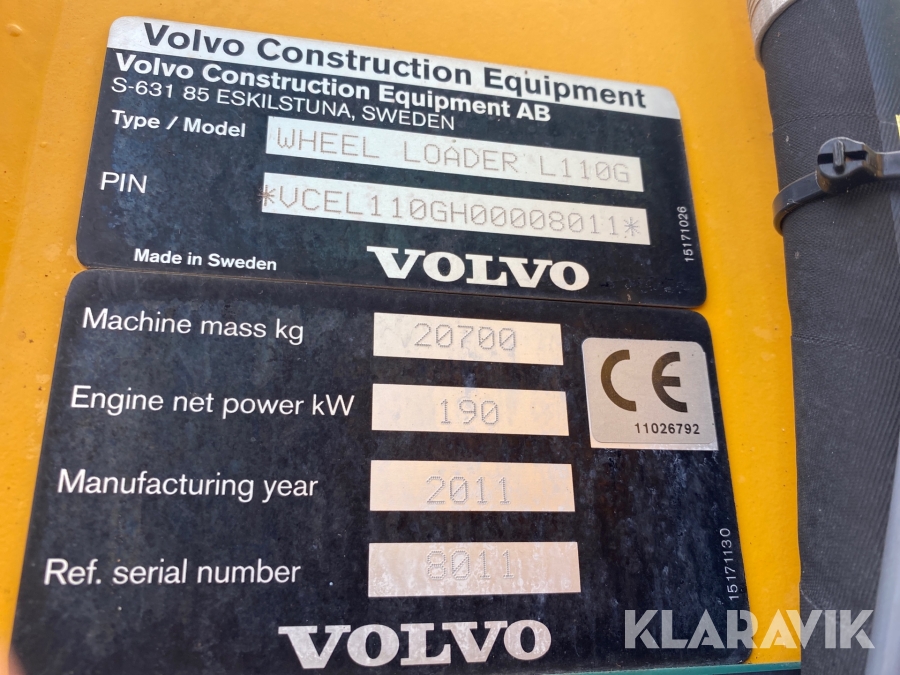 Volvo Construction Equipment
Volvo Construction Equipment AB
S-631 85 ESKILSTUNA, SWEDEN
Type / Model WHEEL LOADER L110G
PIN *VCEL110GH00008011*
15171026
Made in Sweden VOLVO
Machine mass kg 20700
Engine net power kW 190
CE
11026792
Manufacturing year 2011
Ref. serial number 8011
15171130
VOLVO
KLARAVIK